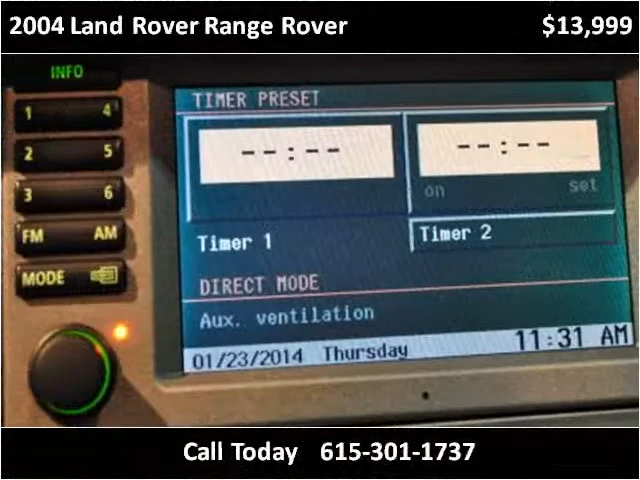 2004 Land Rover Range Rover $13,999
INFO
TIMER PRESET
1 4
--:-- --:--
2 5
on set
3 6
FM AM
Timer 1 Timer 2
MODE
DIRECT MODE
Aux. ventilation
01/23/2014 Thursday 11:31 AM
Call Today 615-301-1737